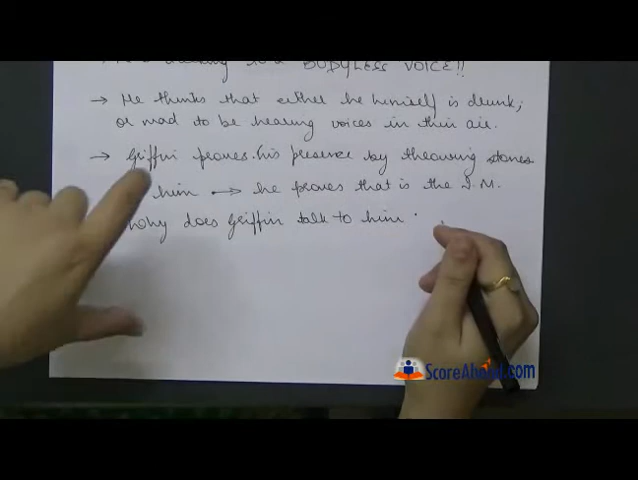 BODYLESS VOICE!!
→ He thinks that either he himself is drunk;
or mad to be hearing voices in thin air.
→ Griffin proves his presence by throwing stones
him → he proves that is the I.M.
why does Griffin talk to him
ScoreAhead.com